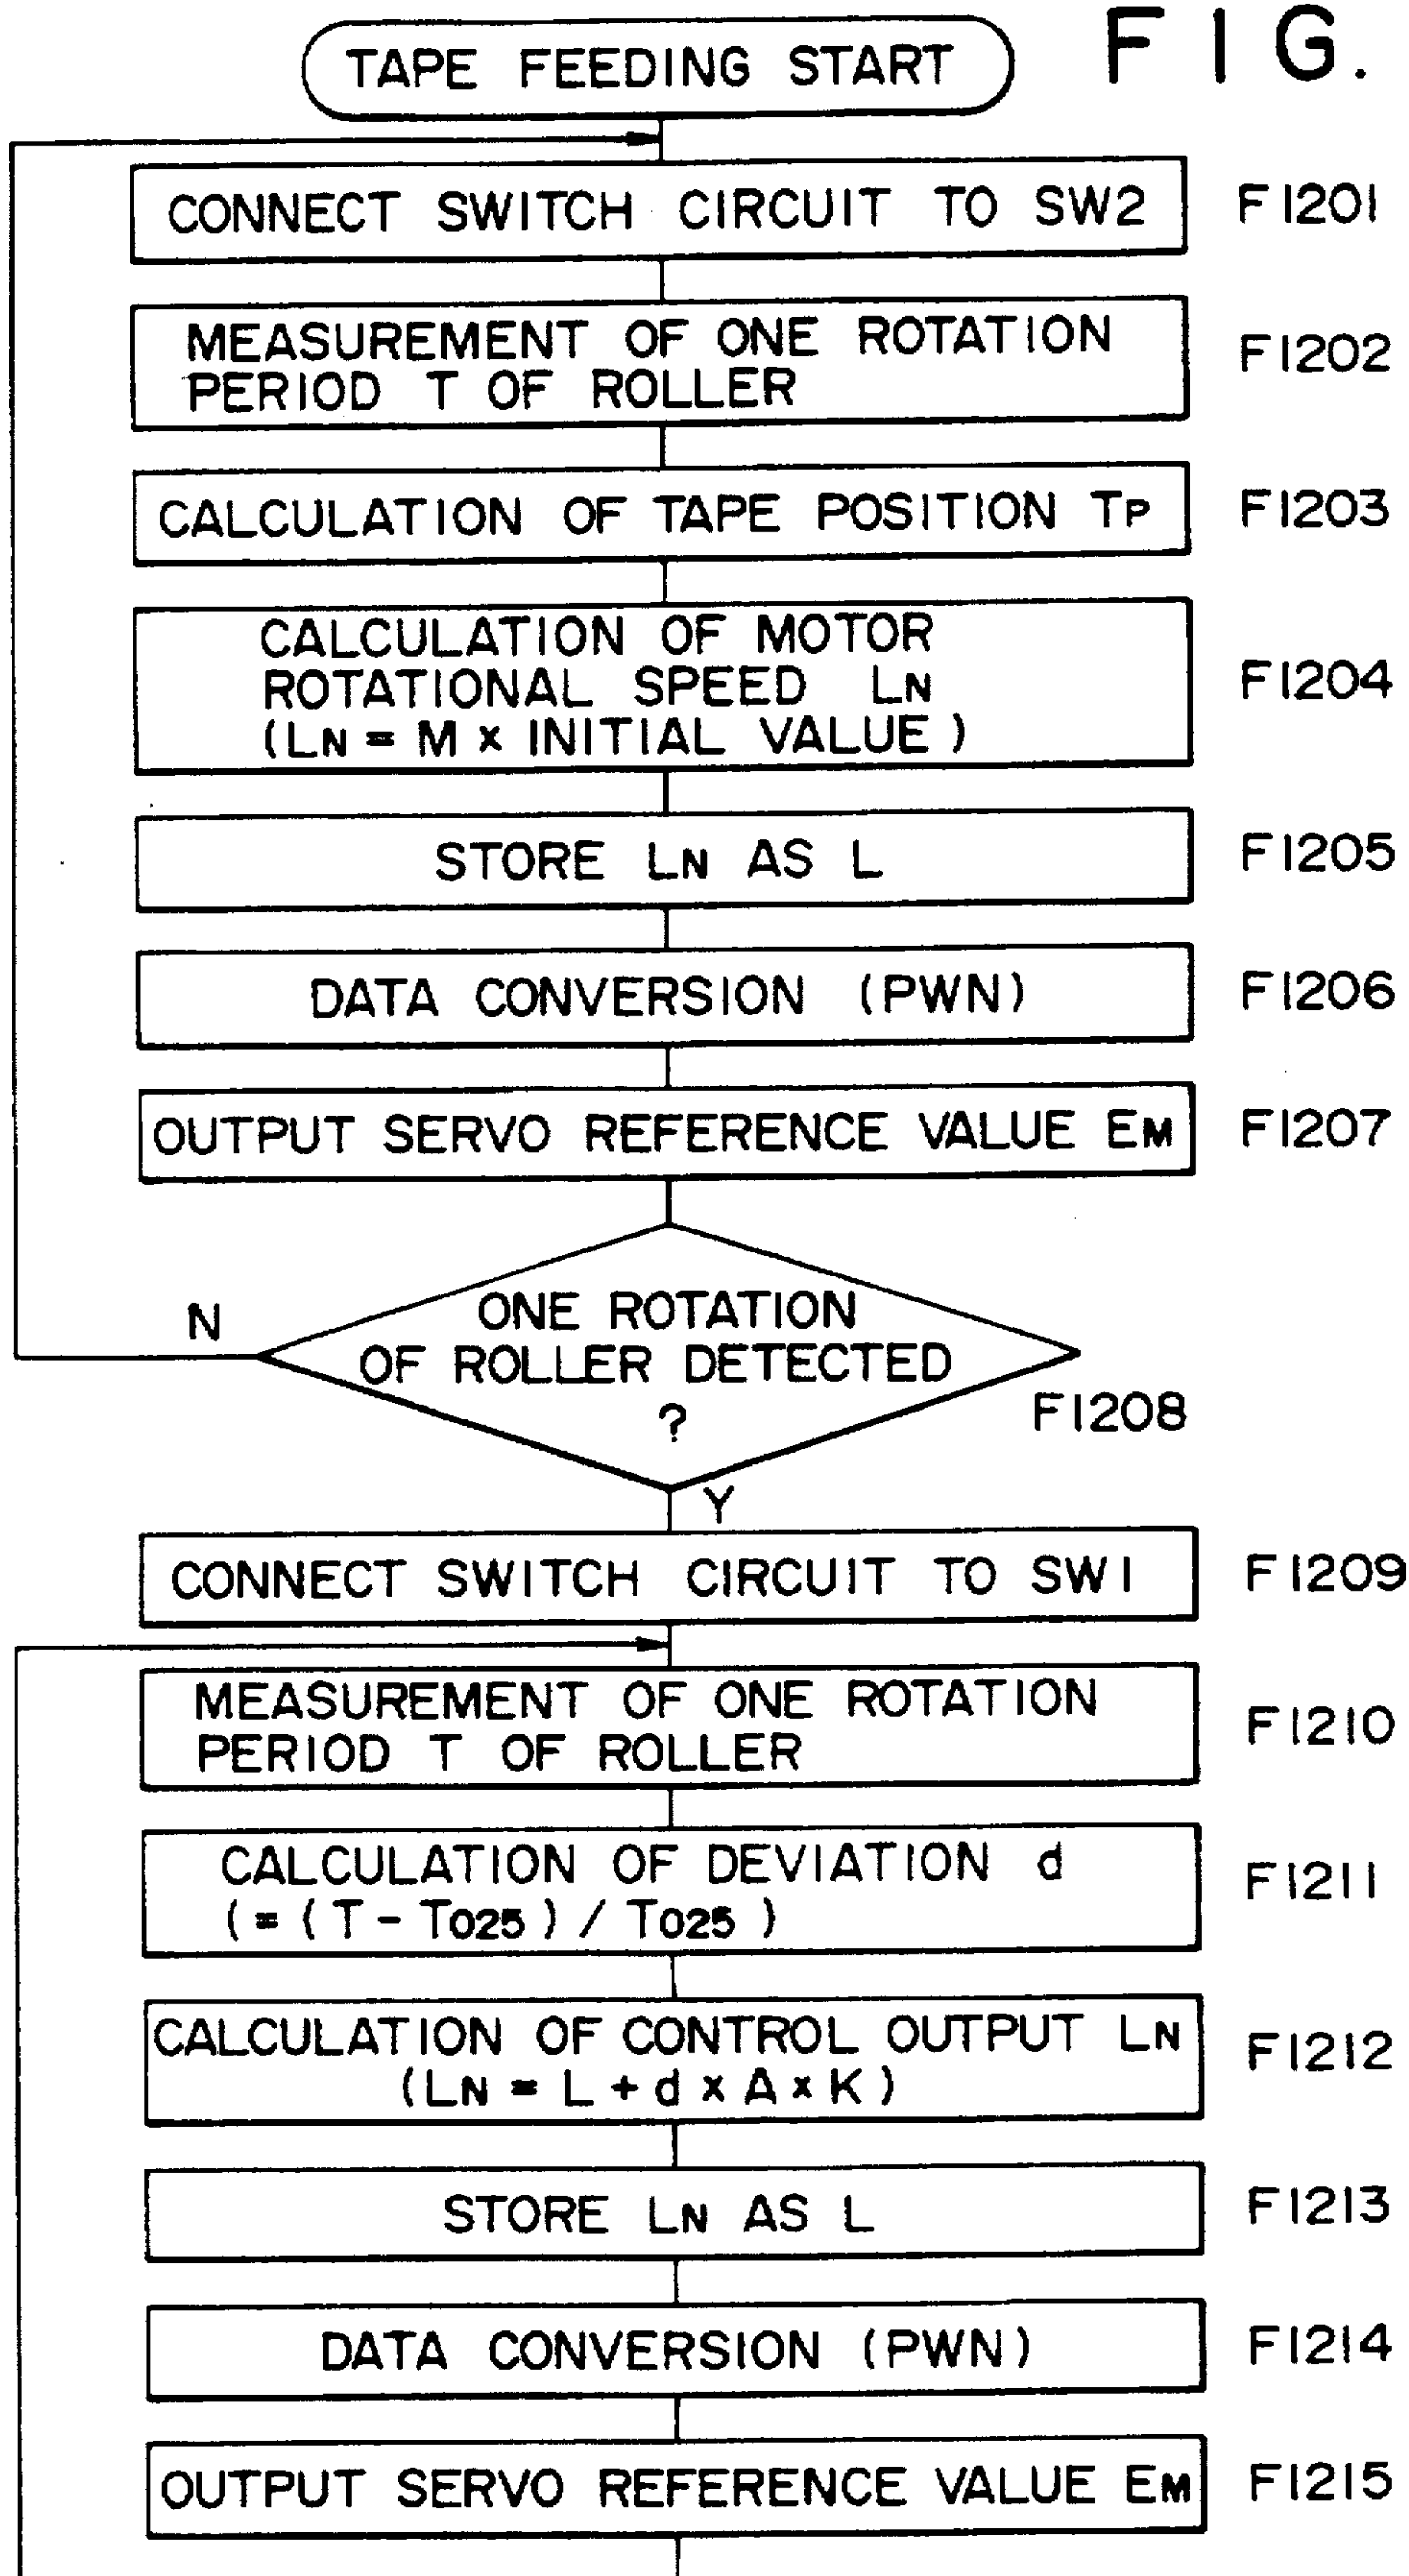 FIG.
TAPE FEEDING START
CONNECT SWITCH CIRCUIT TO SW2
F1201
MEASUREMENT OF ONE ROTATION
PERIOD T OF ROLLER
F1202
CALCULATION OF TAPE POSITION TP
F1203
CALCULATION OF MOTOR
ROTATIONAL SPEED LN
(LN = M x INITIAL VALUE)
F1204
STORE LN AS L
F1205
DATA CONVERSION (PWN)
F1206
OUTPUT SERVO REFERENCE VALUE EM
F1207
N
ONE ROTATION
OF ROLLER DETECTED
?
F1208
Y
CONNECT SWITCH CIRCUIT TO SW1
F1209
MEASUREMENT OF ONE ROTATION
PERIOD T OF ROLLER
F1210
CALCULATION OF DEVIATION d
(= (T - T025) / T025)
F1211
CALCULATION OF CONTROL OUTPUT LN
(LN = L + d x A x K)
F1212
STORE LN AS L
F1213
DATA CONVERSION (PWN)
F1214
OUTPUT SERVO REFERENCE VALUE EM
F1215